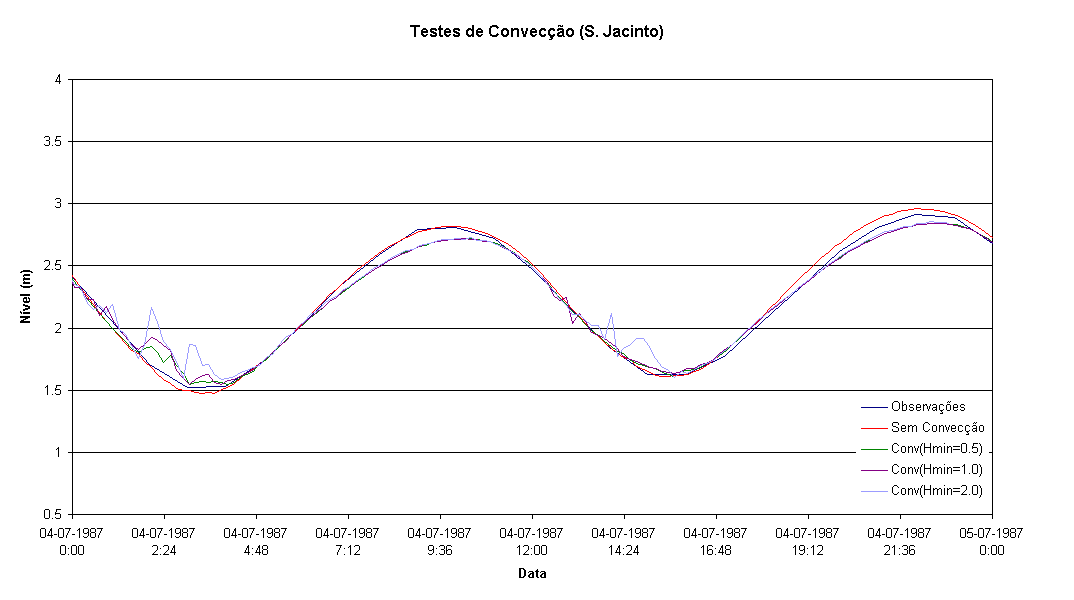 Testes de Convecção (S. Jacinto)
4
3.5
3
2.5
2
1.5
1
0.5
Nível (m)
Observações
Sem Convecção
Conv(Hmin=0.5)
Conv(Hmin=1.0)
Conv(Hmin=2.0)
04-07-1987 04-07-1987 04-07-1987 04-07-1987 04-07-1987 04-07-1987 04-07-1987 04-07-1987 04-07-1987 04-07-1987 05-07-1987
0:00 2:24 4:48 7:12 9:36 12:00 14:24 16:48 19:12 21:36 0:00
Data